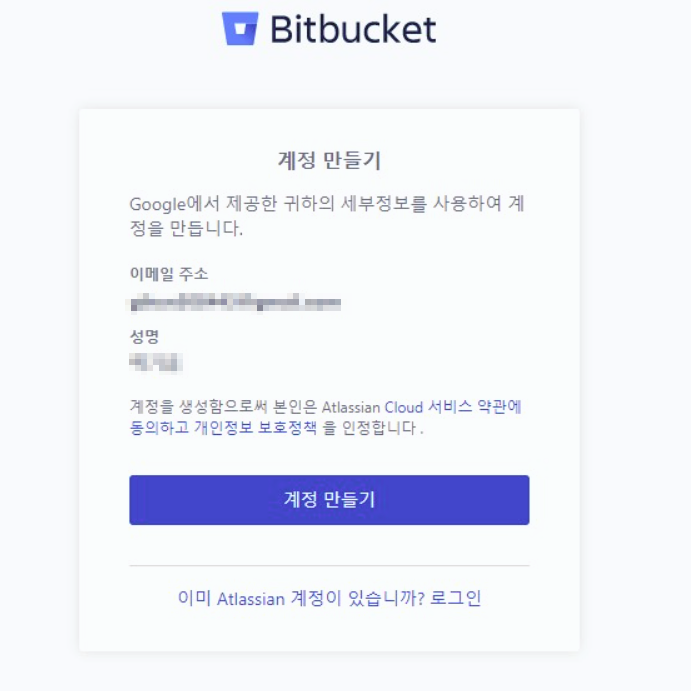 Bitbucket
계정 만들기
Google에서 제공한 귀하의 세부정보를 사용하여 계
정을 만듭니다.
이메일 주소
성명
계정을 생성함으로써 본인은 Atlassian Cloud 서비스 약관에
동의하고 개인정보 보호정책 을 인정합니다 .
계정 만들기
이미 Atlassian 계정이 있습니까? 로그인